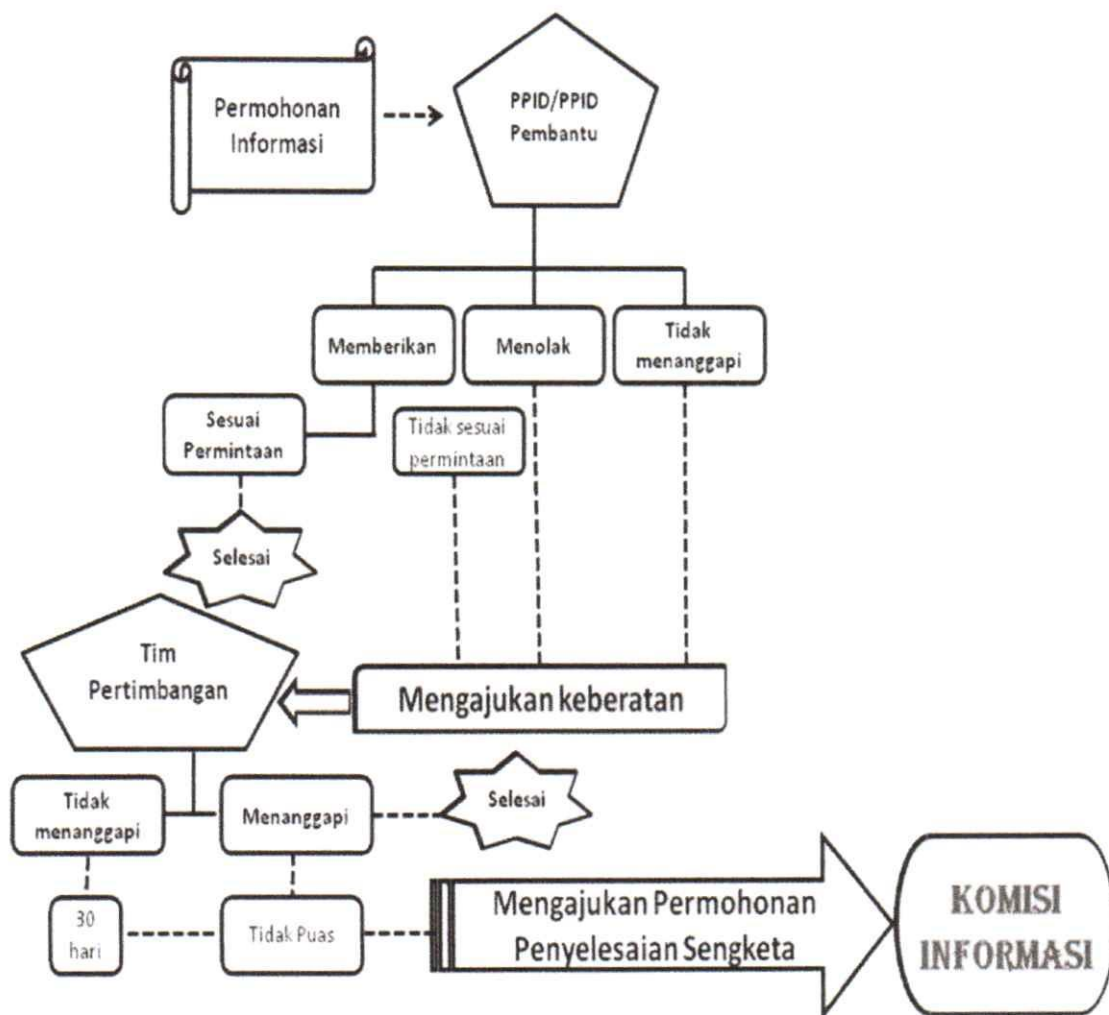 Permohonan
Informasi
PPID/PPID
Pembantu
Memberikan
Menolak
Tidak
menanggapi
Sesuai
Permintaan
Tidak sesuai
permintaan
Selesai
Tim
Pertimbangan
Mengajukan keberatan
Tidak
menanggapi
Menanggapi
Selesai
30
hari
Tidak Puas
Mengajukan Permohonan
Penyelesaian Sengketa
KOMISI
INFORMASI